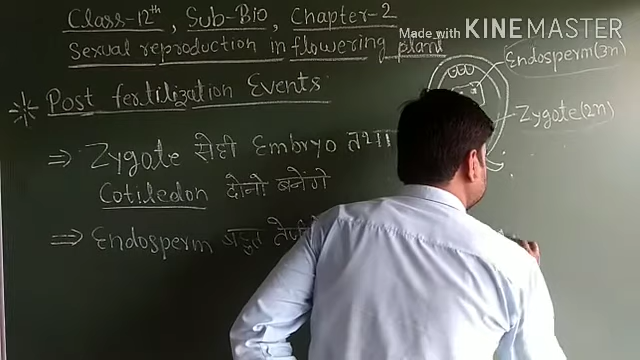 Class-12th, Sub-Bio, Chapter-2
Made with KINEMASTER
Sexual reproduction in flowering plant
Endosperm(3n)
Post fertilization Events
Zygote(2n)
⇒ Zygote सेही Embryo तथा
Cotiledon दोनो बनेंगे
⇒ Endosperm बहुत